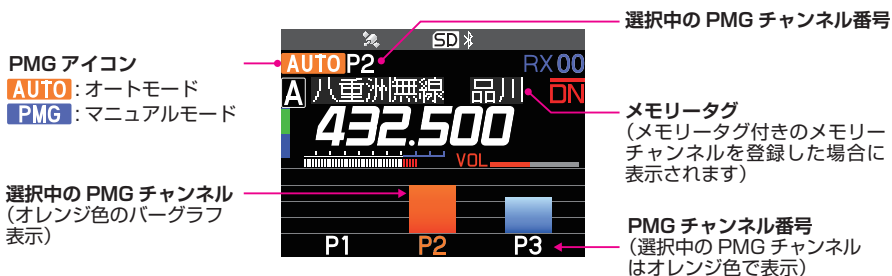 選択中の PMG チャンネル番号
PMG アイコン
AUTO : オートモード
PMG : マニュアルモード
SD
AUTO P2 RX 00
A 八重洲無線 品川 DN
432.500
VOL
メモリータグ
（メモリータグ付きのメモリー
チャンネルを登録した場合に
表示されます）
選択中の PMG チャンネル
（オレンジ色のバーグラフ
表示）
P1 P2 P3
PMG チャンネル番号
（選択中の PMG チャンネル
はオレンジ色で表示）